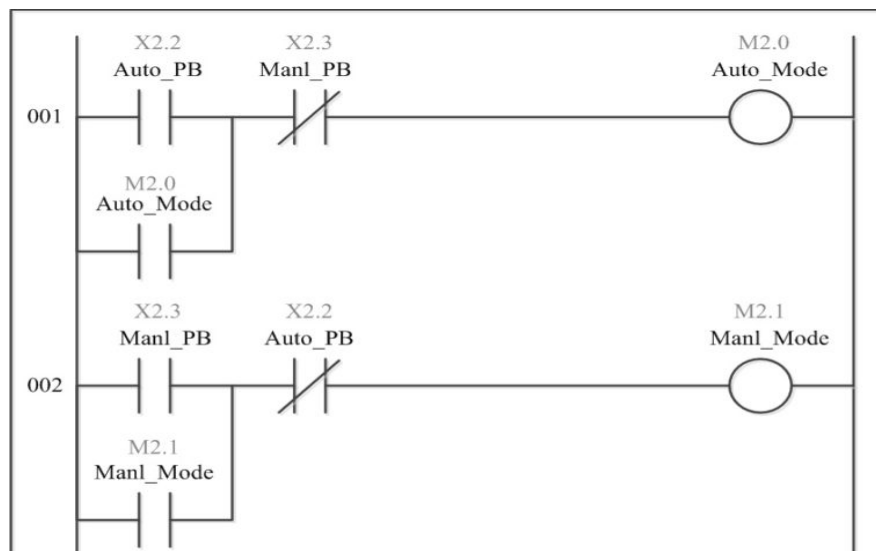 X2.2 X2.3 M2.0
Auto_PB Manl_PB Auto_Mode
001
M2.0
Auto_Mode
X2.3 X2.2 M2.1
Manl_PB Auto_PB Manl_Mode
002
M2.1
Manl_Mode